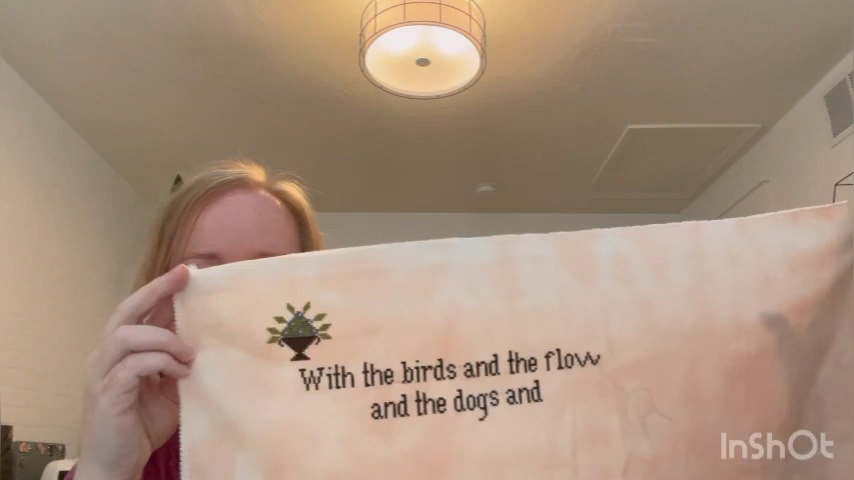 With the birds and the flow
and the dogs and
InShOt